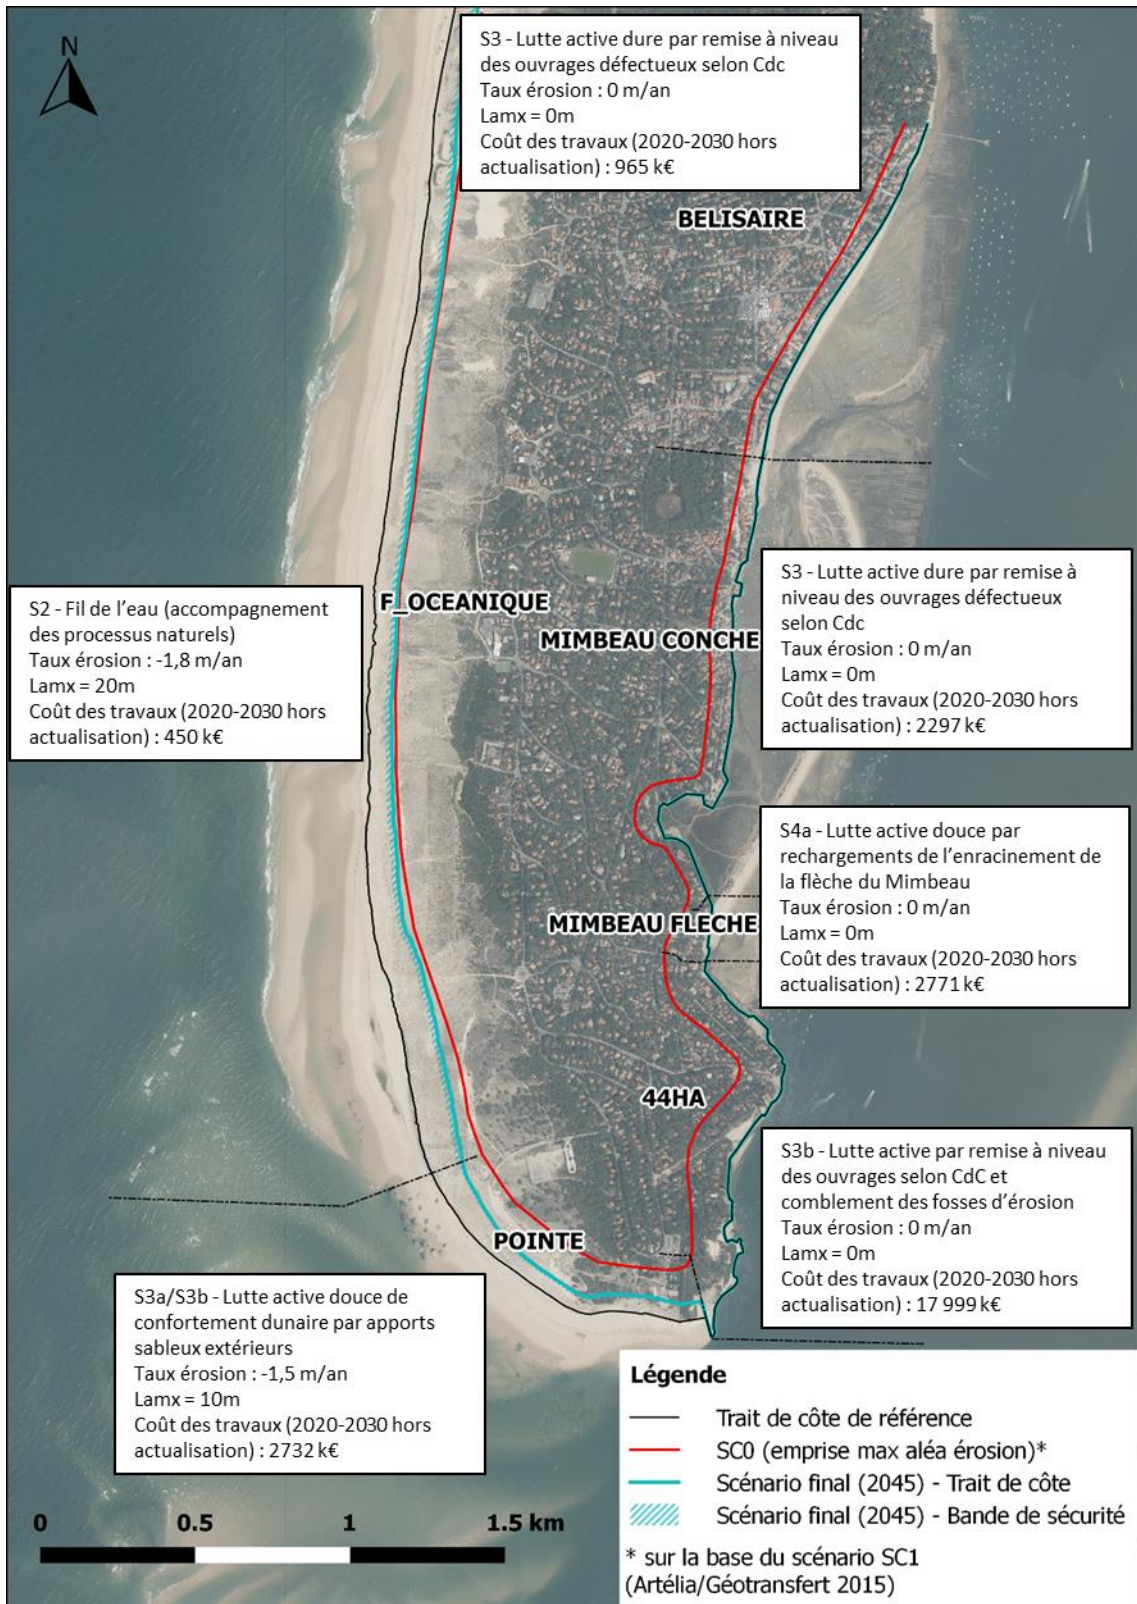 N
S3 - Lutte active dure par remise à niveau
des ouvrages défectueux selon Cdc
Taux érosion : 0 m/an
Lamx = 0m
Coût des travaux (2020-2030 hors
actualisation) : 965 k€
BELISAIRE
S2 - Fil de l’eau (accompagnement
des processus naturels)
Taux érosion : -1,8 m/an
Lamx = 20m
Coût des travaux (2020-2030 hors
actualisation) : 450 k€
F_OCEANIQUE
MIMBEAU CONCHE
S3 - Lutte active dure par remise à
niveau des ouvrages défectueux
selon Cdc
Taux érosion : 0 m/an
Lamx = 0m
Coût des travaux (2020-2030 hors
actualisation) : 2297 k€
MIMBEAU FLECHE
S4a - Lutte active douce par
rechargements de l’enracinement de
la flèche du Mimbeau
Taux érosion : 0 m/an
Lamx = 0m
Coût des travaux (2020-2030 hors
actualisation) : 2771 k€
44HA
S3b - Lutte active par remise à niveau
des ouvrages selon CdC et
comblement des fosses d’érosion
Taux érosion : 0 m/an
Lamx = 0m
Coût des travaux (2020-2030 hors
actualisation) : 17 999 k€
POINTE
S3a/S3b - Lutte active douce de
confortement dunaire par apports
sableux extérieurs
Taux érosion : -1,5 m/an
Lamx = 10m
Coût des travaux (2020-2030 hors
actualisation) : 2732 k€
Légende
Trait de côte de référence
SC0 (emprise max aléa érosion)*
Scénario final (2045) - Trait de côte
Scénario final (2045) - Bande de sécurité
* sur la base du scénario SC1
(Artélia/Géotransfert 2015)
0 0.5 1 1.5 km